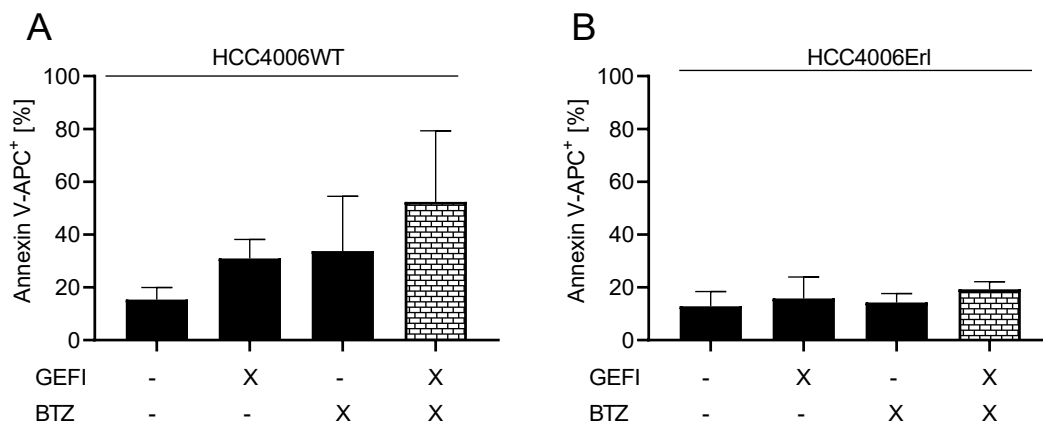 A
HCC4006WT
Annexin V-APC⁺ [%]
100
80
60
40
20
0
GEFI - X - X
BTZ - - X X
B
HCC4006Erl
Annexin V-APC⁺ [%]
100
80
60
40
20
0
GEFI - X - X
BTZ - - X X